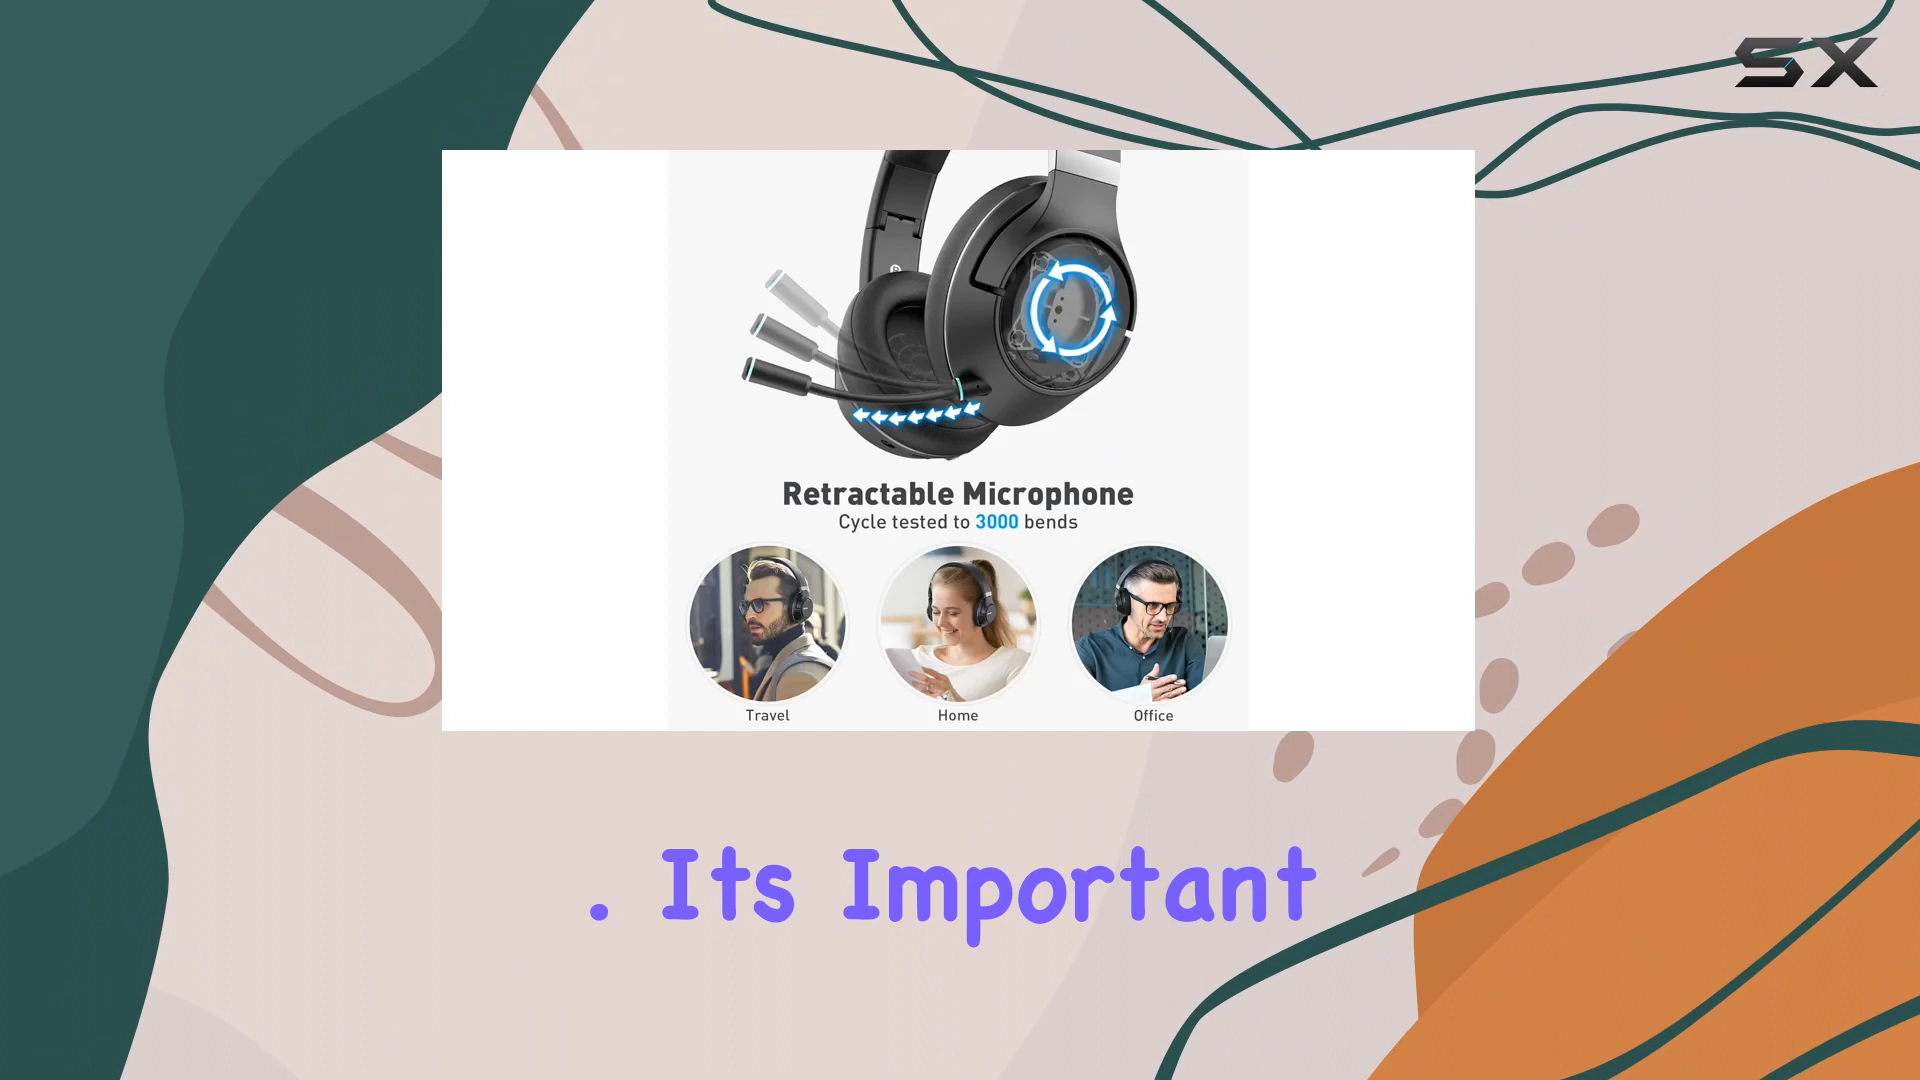 SX
Retractable Microphone
Cycle tested to 3000 bends
Travel Home Office
. Its Important